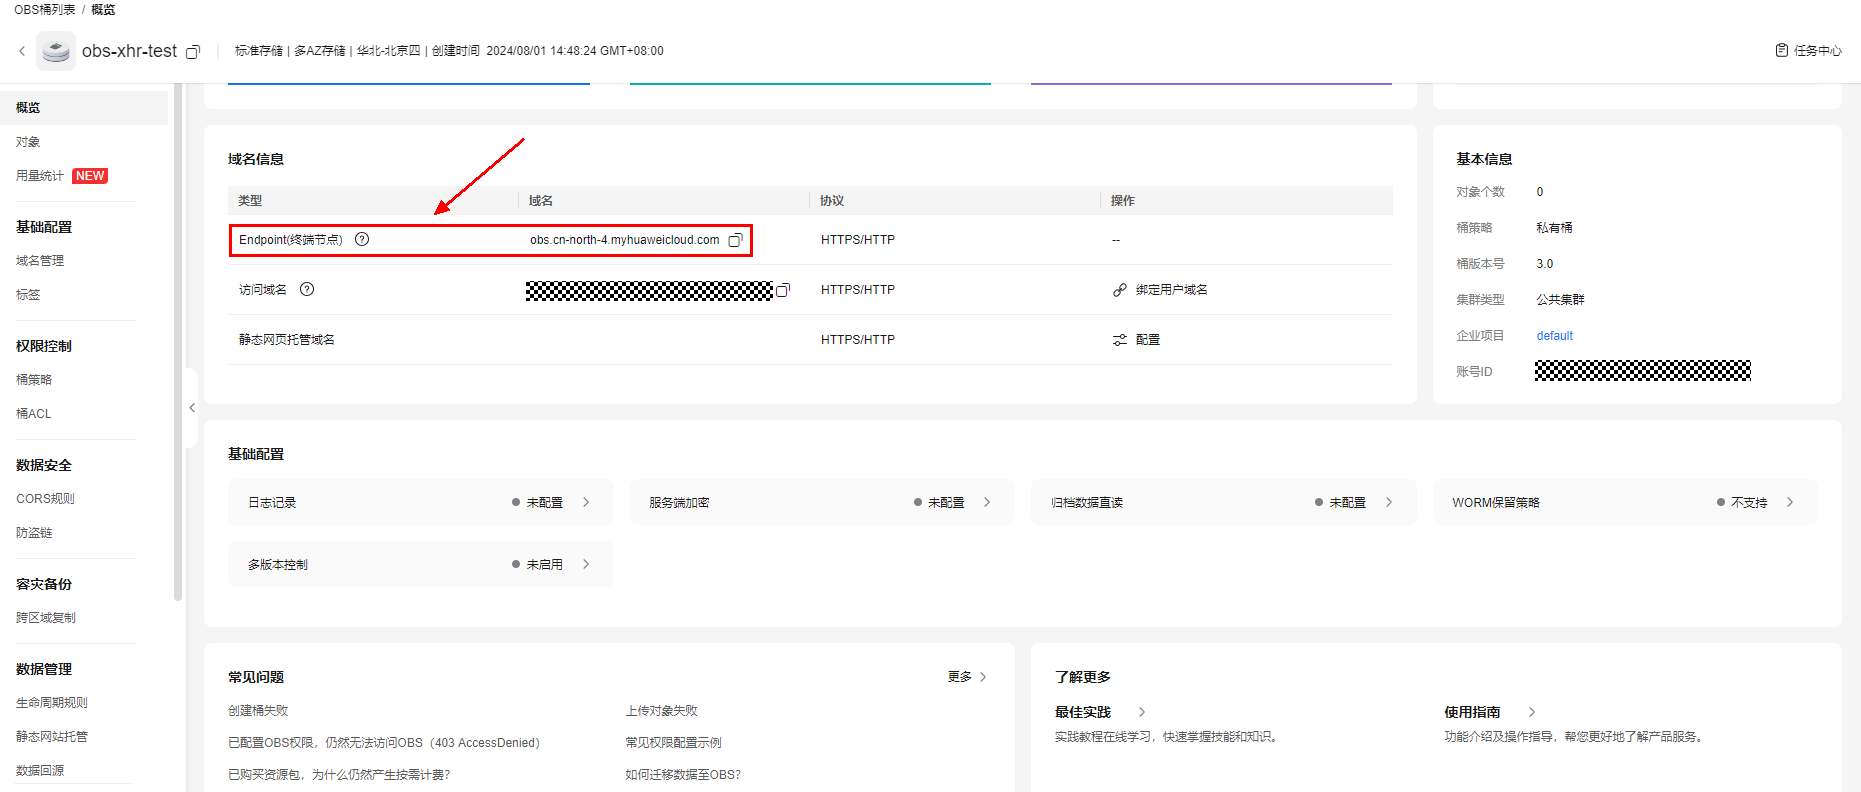 OBS桶列表 / 概览
obs-xhr-test 标准存储 | 多AZ存储 | 华北-北京四 | 创建时间 2024/08/01 14:48:24 GMT+08:00 任务中心
概览
对象
用量统计 NEW
基础配置
域名管理
标签
权限控制
桶策略
桶ACL
数据安全
CORS规则
防盗链
容灾备份
跨区域复制
数据管理
生命周期规则
静态网站托管
数据回源
域名信息
类型 域名 协议 操作
Endpoint(终端节点) obs.cn-north-4.myhuaweicloud.com HTTPS/HTTP --
访问域名 HTTPS/HTTP 绑定用户域名
静态网页托管域名 HTTPS/HTTP 配置
基本信息
对象个数 0
桶策略 私有桶
桶版本号 3.0
集群类型 公共集群
企业项目 default
账号ID
基础配置
日志记录 未配置
服务端加密 未配置
归档数据直读 未配置
WORM保留策略 不支持
多版本控制 未启用
常见问题 更多
创建桶失败 上传对象失败
已配置OBS权限，仍然无法访问OBS（403 AccessDenied） 常见权限配置示例
已购买资源包，为什么仍然产生按需计费? 如何迁移数据至OBS?
了解更多
最佳实践
实践教程在线学习，快速掌握技能和知识。
使用指南
功能介绍及操作指导，帮您更好地了解产品服务。